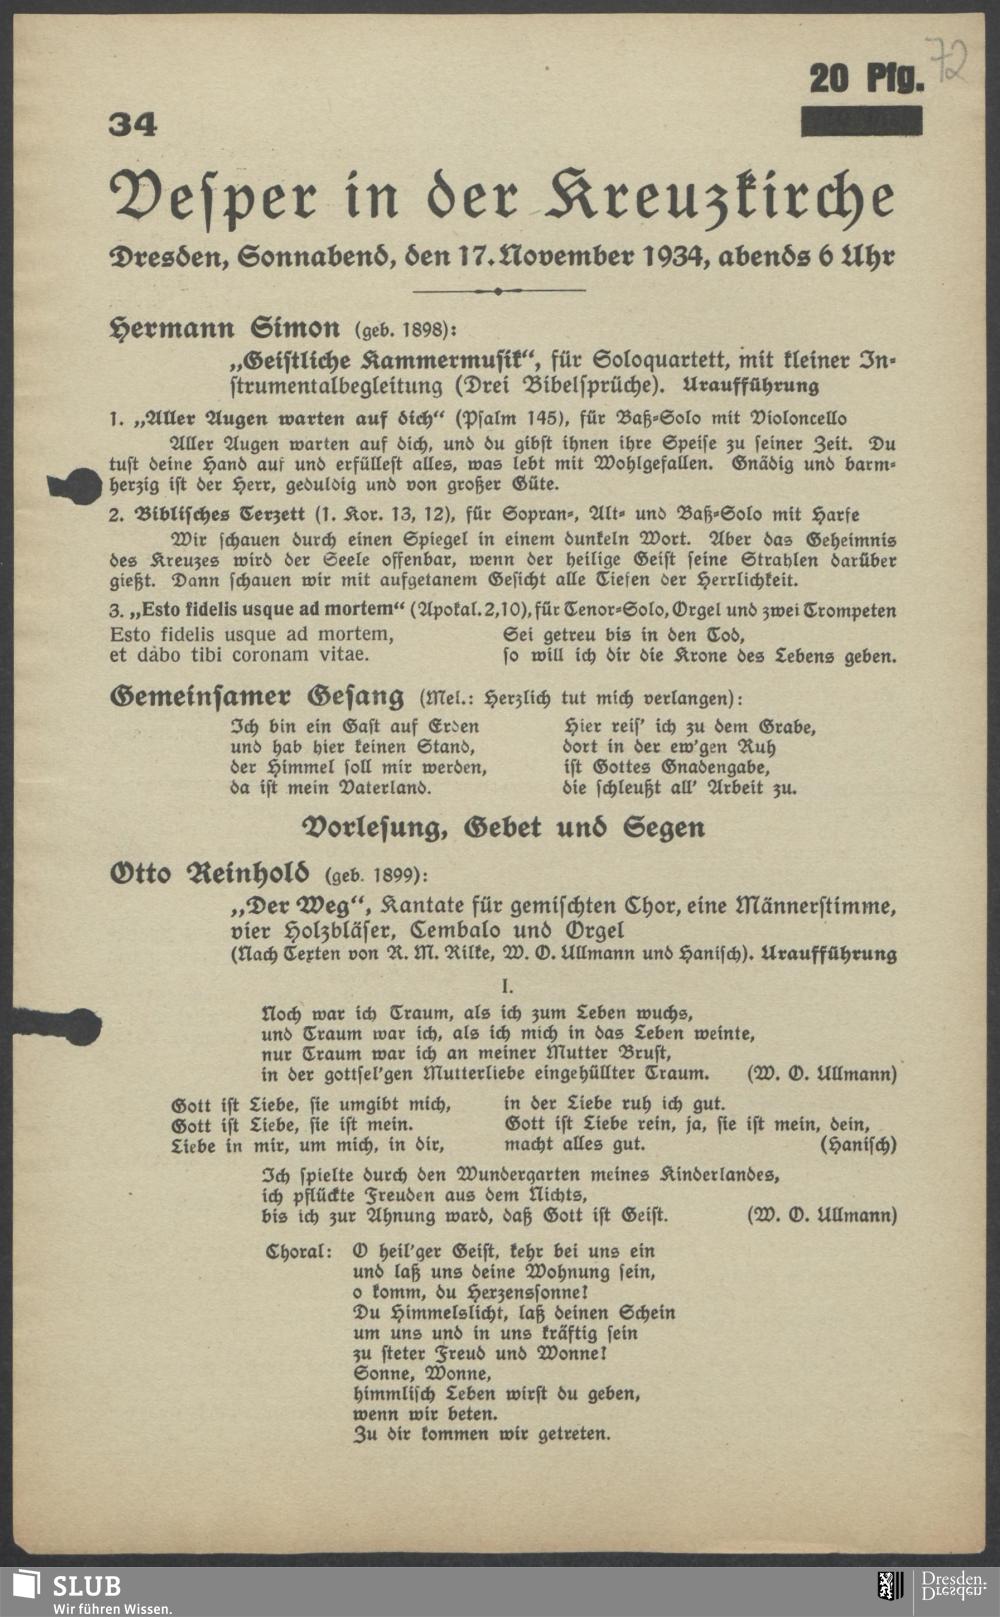 72
20 Pfg.
34
Vesper in der Kreuzkirche
Dresden, Sonnabend, den 17. November 1934, abends 6 Uhr
Hermann Simon (geb. 1898):
„Geistliche Kammermusik“, für Soloquartett, mit kleiner In-
strumentalbegleitung (Drei Bibelsprüche). Uraufführung
1. „Aller Augen warten auf dich“ (Psalm 145), für Baß-Solo mit Violoncello
Aller Augen warten auf dich, und du gibst ihnen ihre Speise zu seiner Zeit. Du
tust deine Hand auf und erfüllest alles, was lebt mit Wohlgefallen. Gnädig und barm-
herzig ist der Herr, geduldig und von großer Güte.
2. Biblisches Terzett (1. Kor. 13, 12), für Sopran-, Alt- und Baß-Solo mit Harfe
Wir schauen durch einen Spiegel in einem dunkeln Wort. Aber das Geheimnis
des Kreuzes wird der Seele offenbar, wenn der heilige Geist seine Strahlen darüber
gießt. Dann schauen wir mit aufgetanem Gesicht alle Tiefen der Herrlichkeit.
3. „Esto fidelis usque ad mortem“ (Apokal. 2, 10), für Tenor-Solo, Orgel und zwei Trompeten
Esto fidelis usque ad mortem,
et dabo tibi coronam vitae.
Sei getreu bis in den Tod,
so will ich dir die Krone des Lebens geben.
Gemeinsamer Gesang (Mel.: Herzlich tut mich verlangen):
Ich bin ein Gast auf Erden
und hab hier keinen Stand,
der Himmel soll mir werden,
da ist mein Vaterland.
Hier reis' ich zu dem Grabe,
dort in der ew'gen Ruh
ist Gottes Gnadengabe,
die schleußt all' Arbeit zu.
Vorlesung, Gebet und Segen
Otto Reinhold (geb. 1899):
„Der Weg“, Kantate für gemischten Chor, eine Männerstimme,
vier Holzbläser, Cembalo und Orgel
(Nach Texten von R. M. Rilke, W. O. Ullmann und Hanisch). Uraufführung
I.
Noch war ich Traum, als ich zum Leben wuchs,
und Traum war ich, als ich mich in das Leben weinte,
nur Traum war ich an meiner Mutter Brust,
in der gottsel'gen Mutterliebe eingehüllter Traum. (W. O. Ullmann)
Gott ist Liebe, sie umgibt mich,
Gott ist Liebe, sie ist mein.
Liebe in mir, um mich, in dir,
in der Liebe ruh ich gut.
Gott ist Liebe rein, ja, sie ist mein, dein,
macht alles gut. (Hanisch)
Ich spielte durch den Wundergarten meines Kinderlandes,
ich pflückte Freuden aus dem Nichts,
bis ich zur Ahnung ward, daß Gott ist Geist. (W. O. Ullmann)
Choral: O heil'ger Geist, kehr bei uns ein
und laß uns deine Wohnung sein,
o komm, du Herzenssonne!
Du Himmelslicht, laß deinen Schein
um uns und in uns kräftig sein
zu steter Freud und Wonne!
Sonne, Wonne,
himmlisch Leben wirst du geben,
wenn wir beten.
Zu dir kommen wir getreten.
SLUB
Wir führen Wissen.
Dresden.
Dresden.